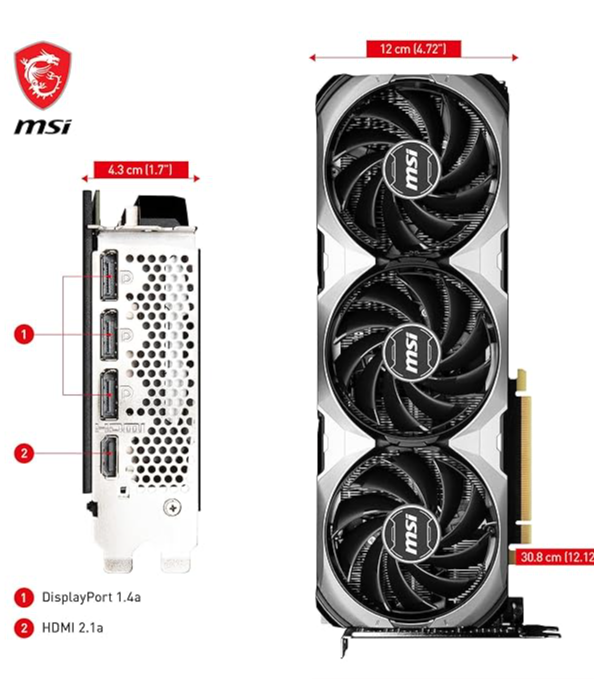 12 cm (4.72")
msi
4.3 cm (1.7")
msi
1
msi
HDMI
2
msi
30.8 cm (12.12
1 DisplayPort 1.4a
2 HDMI 2.1a